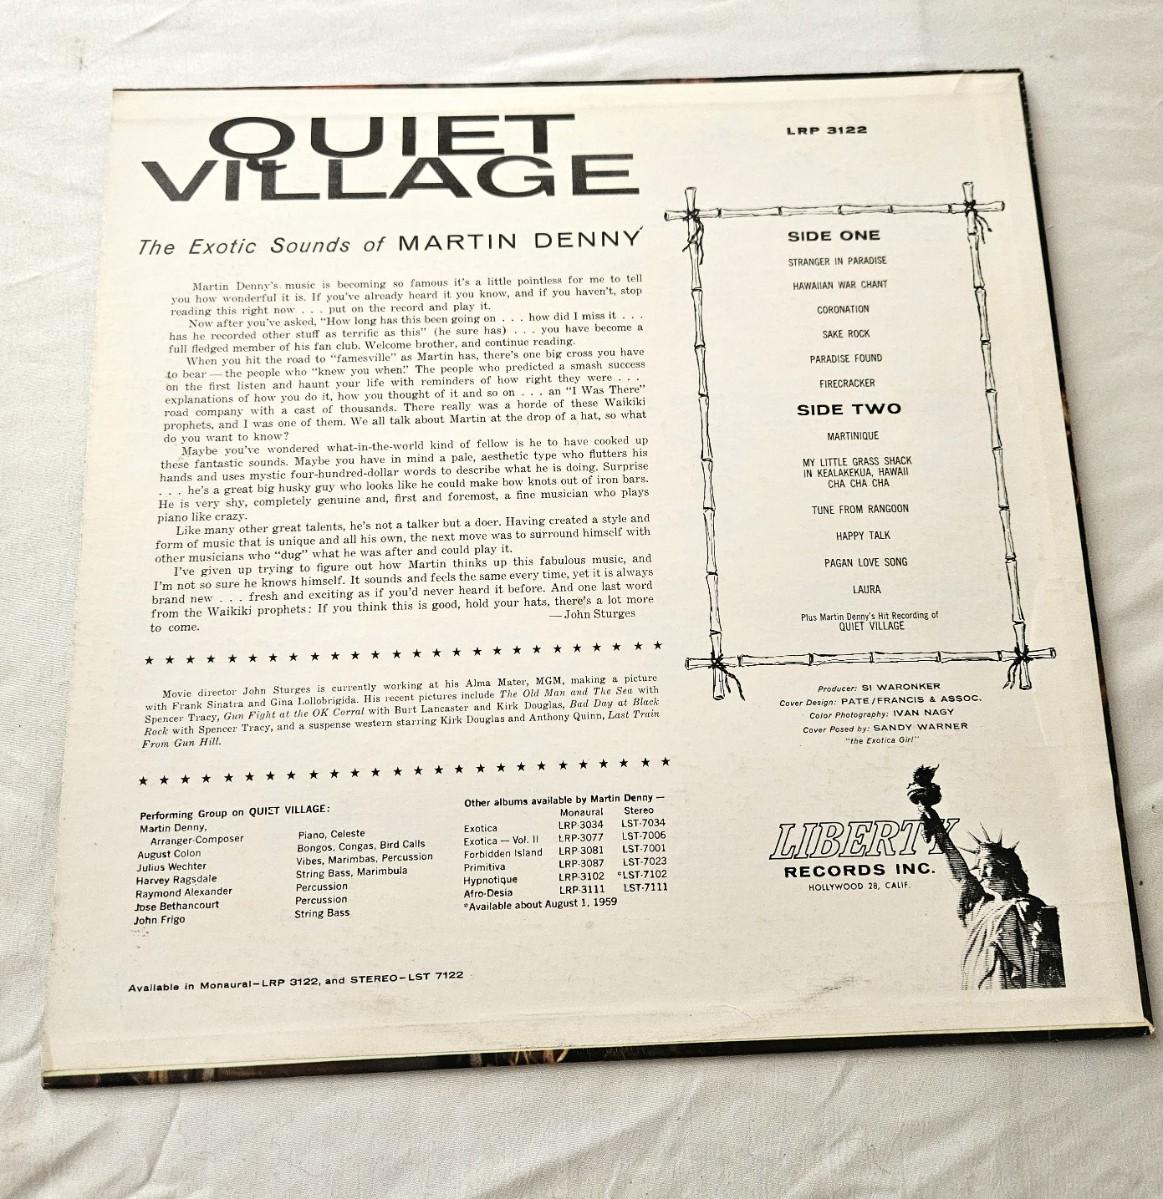 QUIET
VILLAGE
The Exotic Sounds of MARTIN DENNY
Martin Denny's music is becoming so famous it's a little pointless for me to tell
you how wonderful it is. If you've already heard it you know, and if you haven't, stop
reading this right now . . . put on the record and play it.
Now after you've asked, "How long has this been going on . . . how did I miss it . . .
has he recorded other stuff as terrific as this" (he sure has) . . . you have become a
full fledged member of his fan club. Welcome brother, and continue reading.
When you hit the road to "famesville" as Martin has, there's one big cross you have
to bear — the people who "knew you when." The people who predicted a smash success
on the first listen and haunt your life with reminders of how right they were . . .
explanations of how you do it, how you thought of it and so on . . . an "I Was There"
road company with a cast of thousands. There really was a horde of these Waikiki
prophets, and I was one of them. We all talk about Martin at the drop of a hat, so what
do you want to know?
Maybe you've wondered what-in-the-world kind of fellow is he to have cooked up
these fantastic sounds. Maybe you have in mind a pale, aesthetic type who flutters his
hands and uses mystic four-hundred-dollar words to describe what he is doing. Surprise
. . . he's a great big husky guy who looks like he could make bow knots out of iron bars.
He is very shy, completely genuine and, first and foremost, a fine musician who plays
piano like crazy.
Like many other great talents, he's not a talker but a doer. Having created a style and
form of music that is unique and all his own, the next move was to surround himself with
other musicians who "dug" what he was after and could play it.
I've given up trying to figure out how Martin thinks up this fabulous music, and
I'm not so sure he knows himself. It sounds and feels the same every time, yet it is always
brand new . . . fresh and exciting as if you'd never heard it before. And one last word
from the Waikiki prophets: If you think this is good, hold your hats, there's a lot more
to come.
—John Sturges
★ ★ ★ ★ ★ ★ ★ ★ ★ ★ ★ ★ ★ ★ ★ ★ ★ ★ ★ ★ ★ ★ ★ ★ ★
Movie director John Sturges is currently working at his Alma Mater, MGM, making a picture
with Frank Sinatra and Gina Lollobrigida. His recent pictures include The Old Man and The Sea with
Spencer Tracy, Gun Fight at the OK Corral with Burt Lancaster and Kirk Douglas, Bad Day at Black
Rock with Spencer Tracy, and a suspense western starring Kirk Douglas and Anthony Quinn, Last Train
From Gun Hill.
★ ★ ★ ★ ★ ★ ★ ★ ★ ★ ★ ★ ★ ★ ★ ★ ★ ★ ★ ★ ★ ★ ★ ★ ★ ★
Performing Group on QUIET VILLAGE:
Martin Denny,
Arranger-Composer Piano, Celeste
August Colon Bongos, Congas, Bird Calls
Julius Wechter Vibes, Marimbas, Percussion
Harvey Ragsdale String Bass, Marimbula
Raymond Alexander Percussion
Jose Bethancourt Percussion
John Frigo String Bass
Other albums available by Martin Denny —
Monaural Stereo
Exotica LRP-3034 LST-7034
Exotica — Vol. II LRP-3077 LST-7006
Forbidden Island LRP-3081 LST-7001
Primitiva LRP-3087 LST-7023
Hypnotique LRP-3102 *LST-7102
Afro-Desia LRP-3111 LST-7111
*Available about August 1, 1959
Available in Monaural—LRP 3122, and STEREO—LST 7122
LRP 3122
SIDE ONE
STRANGER IN PARADISE
HAWAIIAN WAR CHANT
CORONATION
SAKE ROCK
PARADISE FOUND
FIRECRACKER
SIDE TWO
MARTINIQUE
MY LITTLE GRASS SHACK
IN KEALAKEKUA, HAWAII
CHA CHA CHA
TUNE FROM RANGOON
HAPPY TALK
PAGAN LOVE SONG
LAURA
Plus Martin Denny's Hit Recording of
QUIET VILLAGE
Producer: SI WARONKER
Cover Design: PATE/FRANCIS & ASSOC.
Color Photography: IVAN NAGY
Cover Posed by: SANDY WARNER
"the Exotica Girl"
LIBERTY
RECORDS INC.
HOLLYWOOD 28, CALIF.